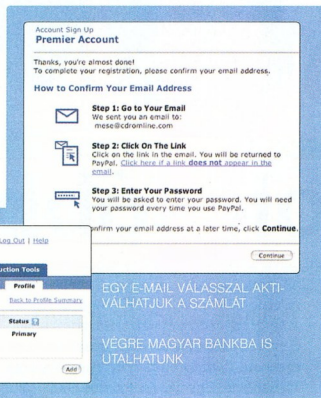 Account Sign Up
Premier Account
Thanks, you're almost done!
To complete your registration, please confirm your email address.
How to Confirm Your Email Address
Step 1: Go to Your Email
We sent you an email to:
mese@cdromline.com
Step 2: Click On The Link
Click on the link in the email. You will be returned to
PayPal. Click here if a link does not appear in the
email.
Step 3: Enter Your Password
You will be asked to enter your password. You will need
your password every time you use PayPal.
onfirm your email address at a later time, click Continue.
Continue
Log Out | Help
uction Tools
Profile
Back to Profile Summary
Status
Primary
Add
EGY E-MAIL VÁLASSZAL AKTI-
VÁLHATJUK A SZÁMLÁT
VÉGRE MAGYAR BANKBA IS
UTALHATUNK